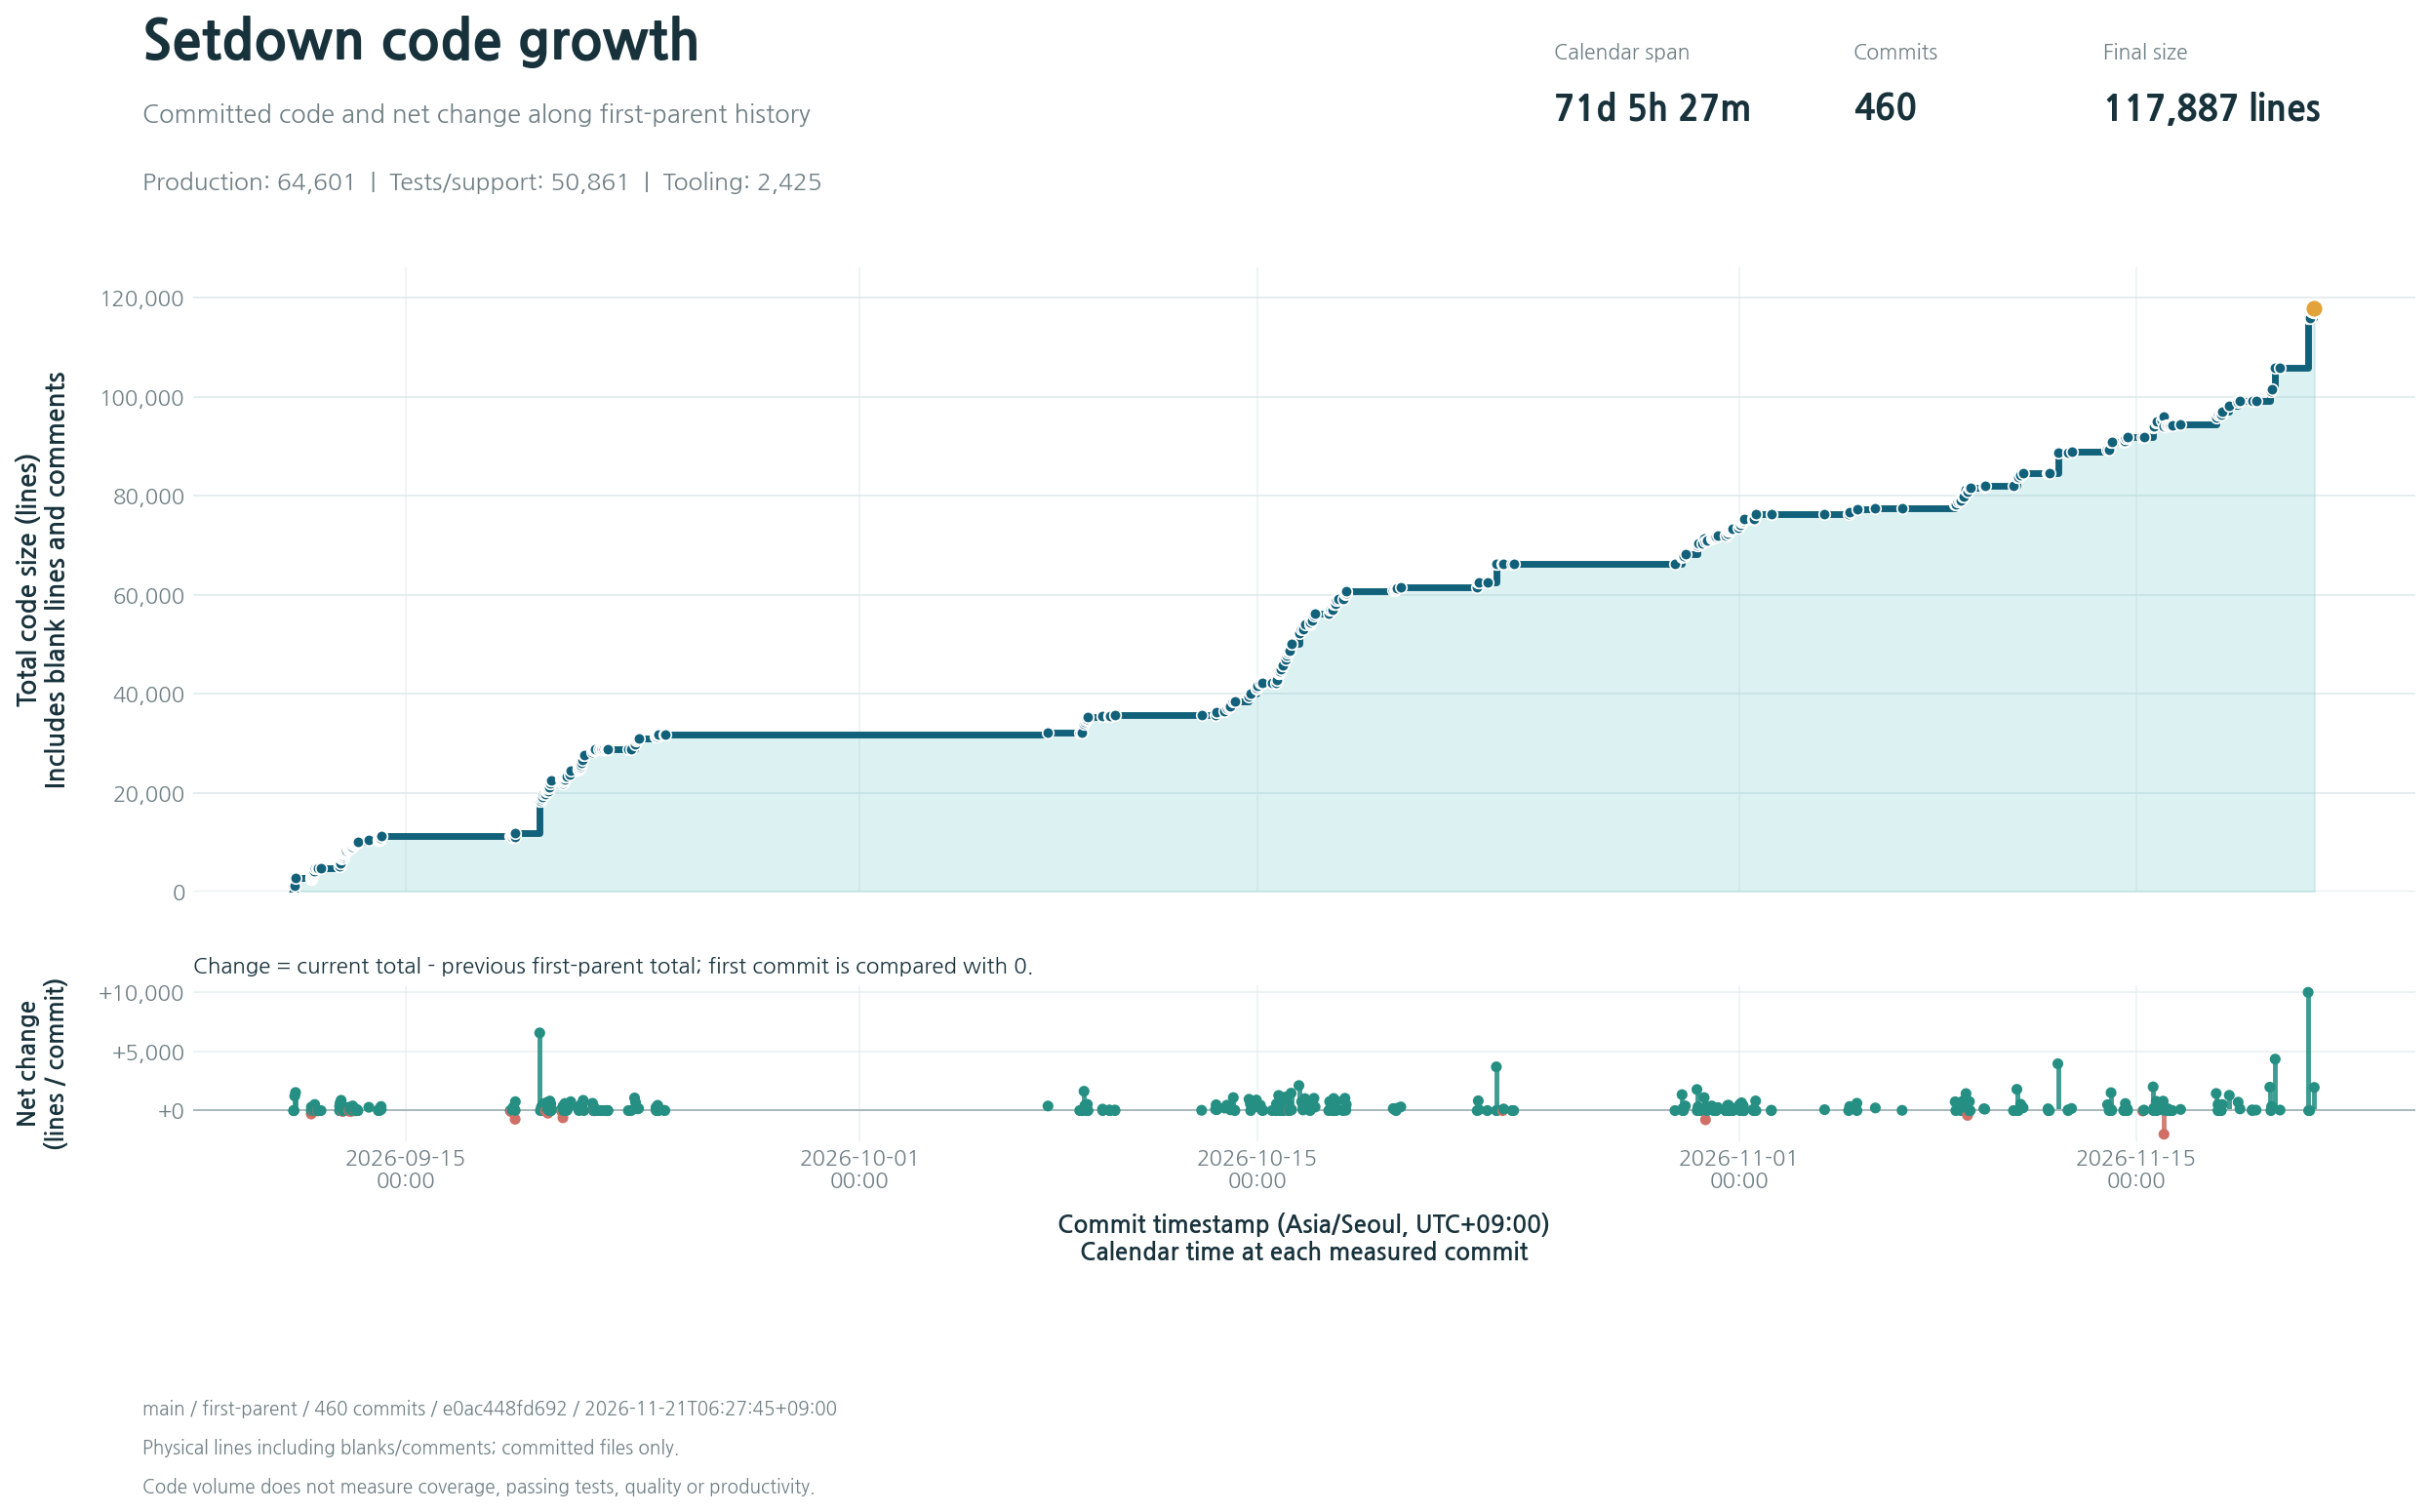 Setdown code growth
Committed code and net change along first-parent history
Production: 64,601 | Tests/support: 50,861 | Tooling: 2,425
Calendar span
71d 5h 27m
Commits
460
Final size
117,887 lines
Total code size (lines)
Includes blank lines and comments
120,000
100,000
80,000
60,000
40,000
20,000
0
Change = current total - previous first-parent total; first commit is compared with 0.
Net change
(lines / commit)
+10,000
+5,000
+0
2026-09-15
00:00
2026-10-01
00:00
2026-10-15
00:00
2026-11-01
00:00
2026-11-15
00:00
Commit timestamp (Asia/Seoul, UTC+09:00)
Calendar time at each measured commit
main / first-parent / 460 commits / e0ac448fd692 / 2026-11-21T06:27:45+09:00
Physical lines including blanks/comments; committed files only.
Code volume does not measure coverage, passing tests, quality or productivity.